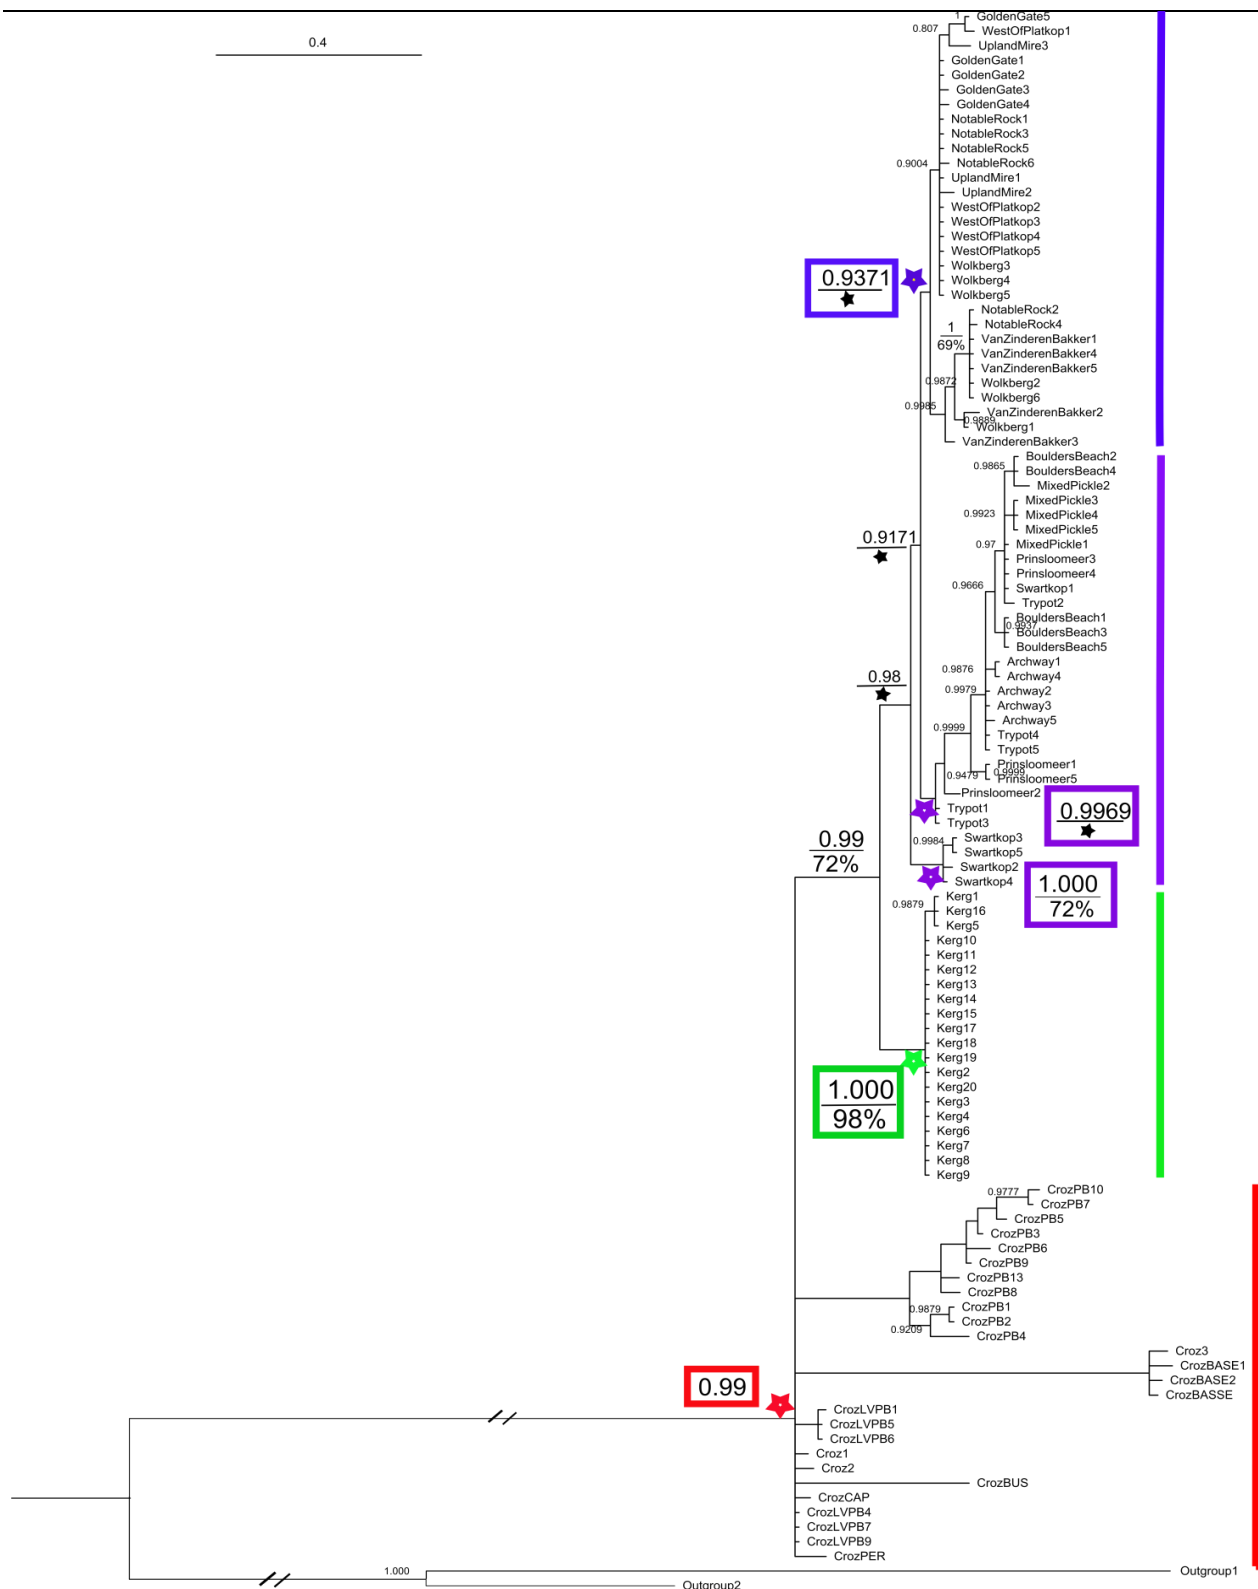 GoldenGate5
1
0.807
WestOfPlatkop1
0.4
UplandMire3
GoldenGate1
GoldenGate2
GoldenGate3
GoldenGate4
NotableRock1
NotableRock3
NotableRock5
0.9004
NotableRock6
UplandMire1
UplandMire2
WestOfPlatkop2
WestOfPlatkop3
WestOfPlatkop4
WestOfPlatkop5
Wolkberg3
0.9371
Wolkberg4
Wolkberg5
NotableRock2
1
NotableRock4
69%
VanZinderenBakker1
VanZinderenBakker4
VanZinderenBakker5
0.9872
Wolkberg2
Wolkberg6
0.9985
VanZinderenBakker2
0.9889
Wolkberg1
VanZinderenBakker3
BouldersBeach2
0.9865
BouldersBeach4
MixedPickle2
MixedPickle3
0.9923
MixedPickle4
MixedPickle5
0.9171
0.97
MixedPickle1
Prinsloomeer3
Prinsloomeer4
0.9666
Swartkop1
Trypot2
BouldersBeach1
0.9937
BouldersBeach3
BouldersBeach5
Archway1
0.9876
0.98
Archway4
0.9979
Archway2
Archway3
Archway5
0.9999
Trypot4
Trypot5
Prinsloomeer1
0.9479
0.9999
Prinsloomeer5
Prinsloomeer2
Trypot1
0.9969
Trypot3
0.99
72%
0.9984
Swartkop3
Swartkop5
Swartkop2
Swartkop4
1.000
72%
Kerg1
0.9879
Kerg16
Kerg5
Kerg10
Kerg11
Kerg12
Kerg13
Kerg14
Kerg15
Kerg17
Kerg18
Kerg19
Kerg2
1.000
98%
Kerg20
Kerg3
Kerg4
Kerg6
Kerg7
Kerg8
Kerg9
0.9777
CrozPB10
CrozPB7
CrozPB5
CrozPB3
CrozPB6
CrozPB9
CrozPB13
CrozPB8
0.9879
CrozPB1
CrozPB2
0.9209
CrozPB4
Croz3
CrozBASE1
CrozBASE2
0.99
CrozBASSE
CrozLVPB1
CrozLVPB5
CrozLVPB6
Croz1
Croz2
CrozBUS
CrozCAP
CrozLVPB4
CrozLVPB7
CrozLVPB9
CrozPER
1.000
Outgroup1
Outgroup2